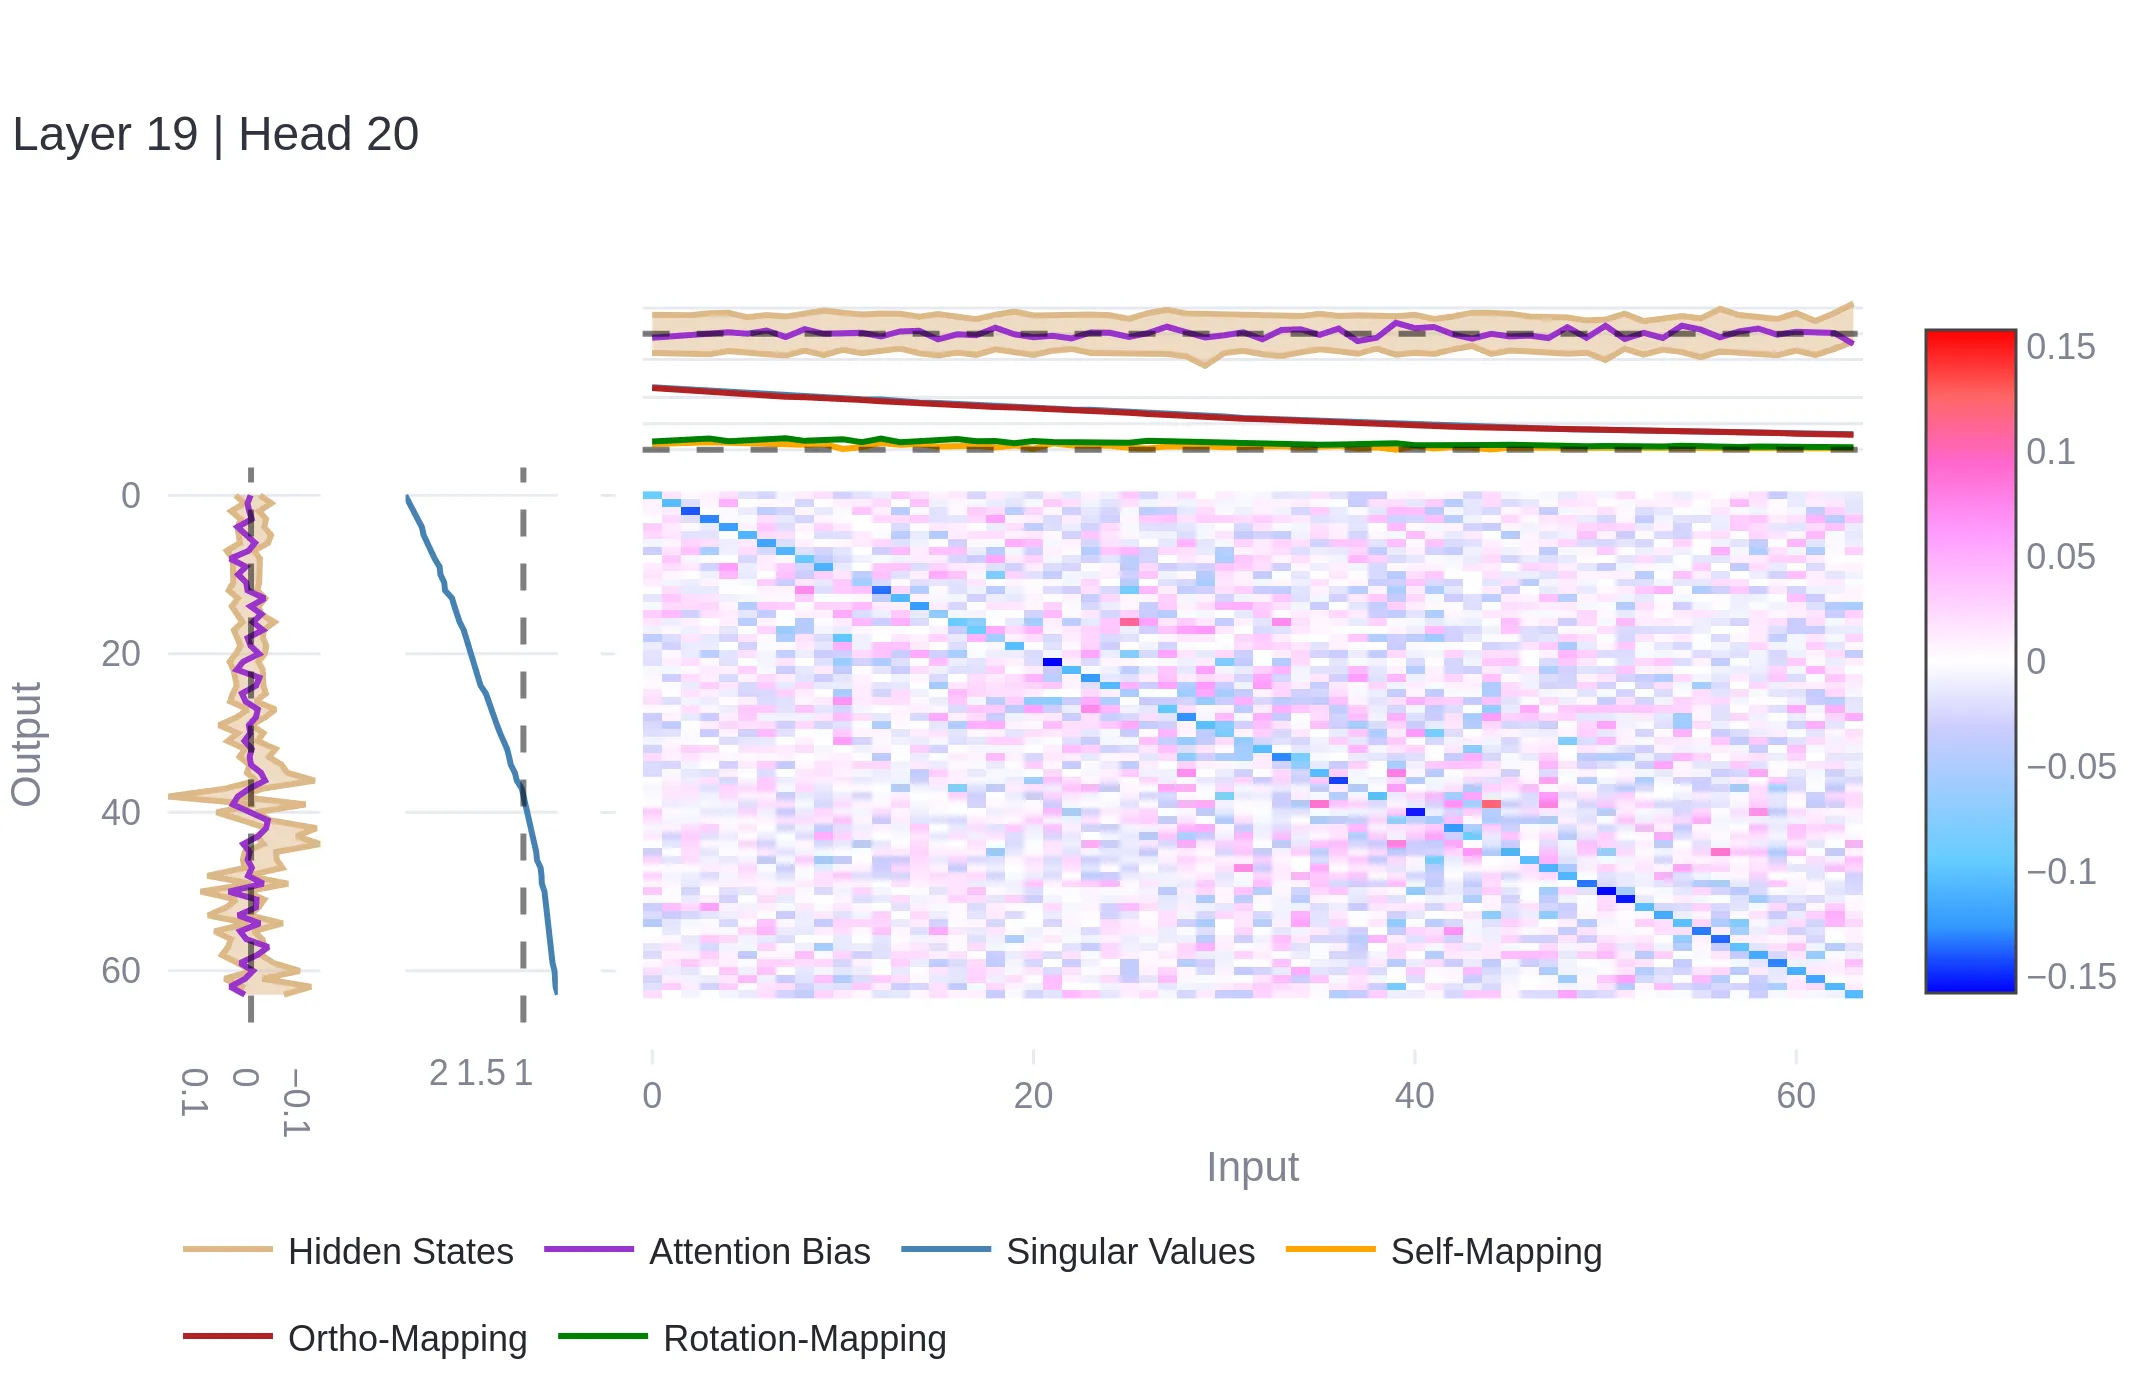 Layer 19 | Head 20
0
20
40
60
Output
0.1
0
−0.1
2
1.5
1
0
20
40
60
Input
0.15
0.1
0.05
0
−0.05
−0.1
−0.15
Hidden States
Attention Bias
Singular Values
Self-Mapping
Ortho-Mapping
Rotation-Mapping